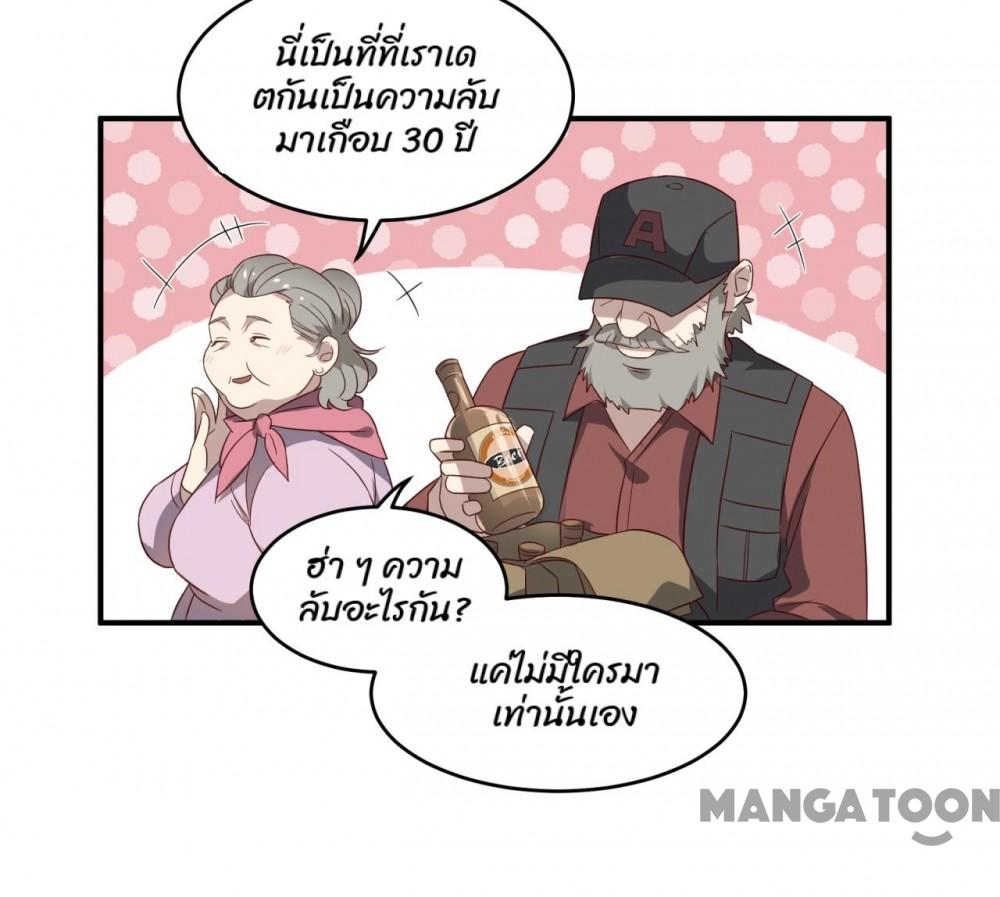 นี่เป็นที่ที่เราเด
ตกันเป็นความลับ
มาเกือบ 30 ปี
A
Beer
ฮ่า ๆ ความ
ลับอะไรกัน?
แค่ไม่มีใครมา
เท่านั้นเอง
MANGATOON